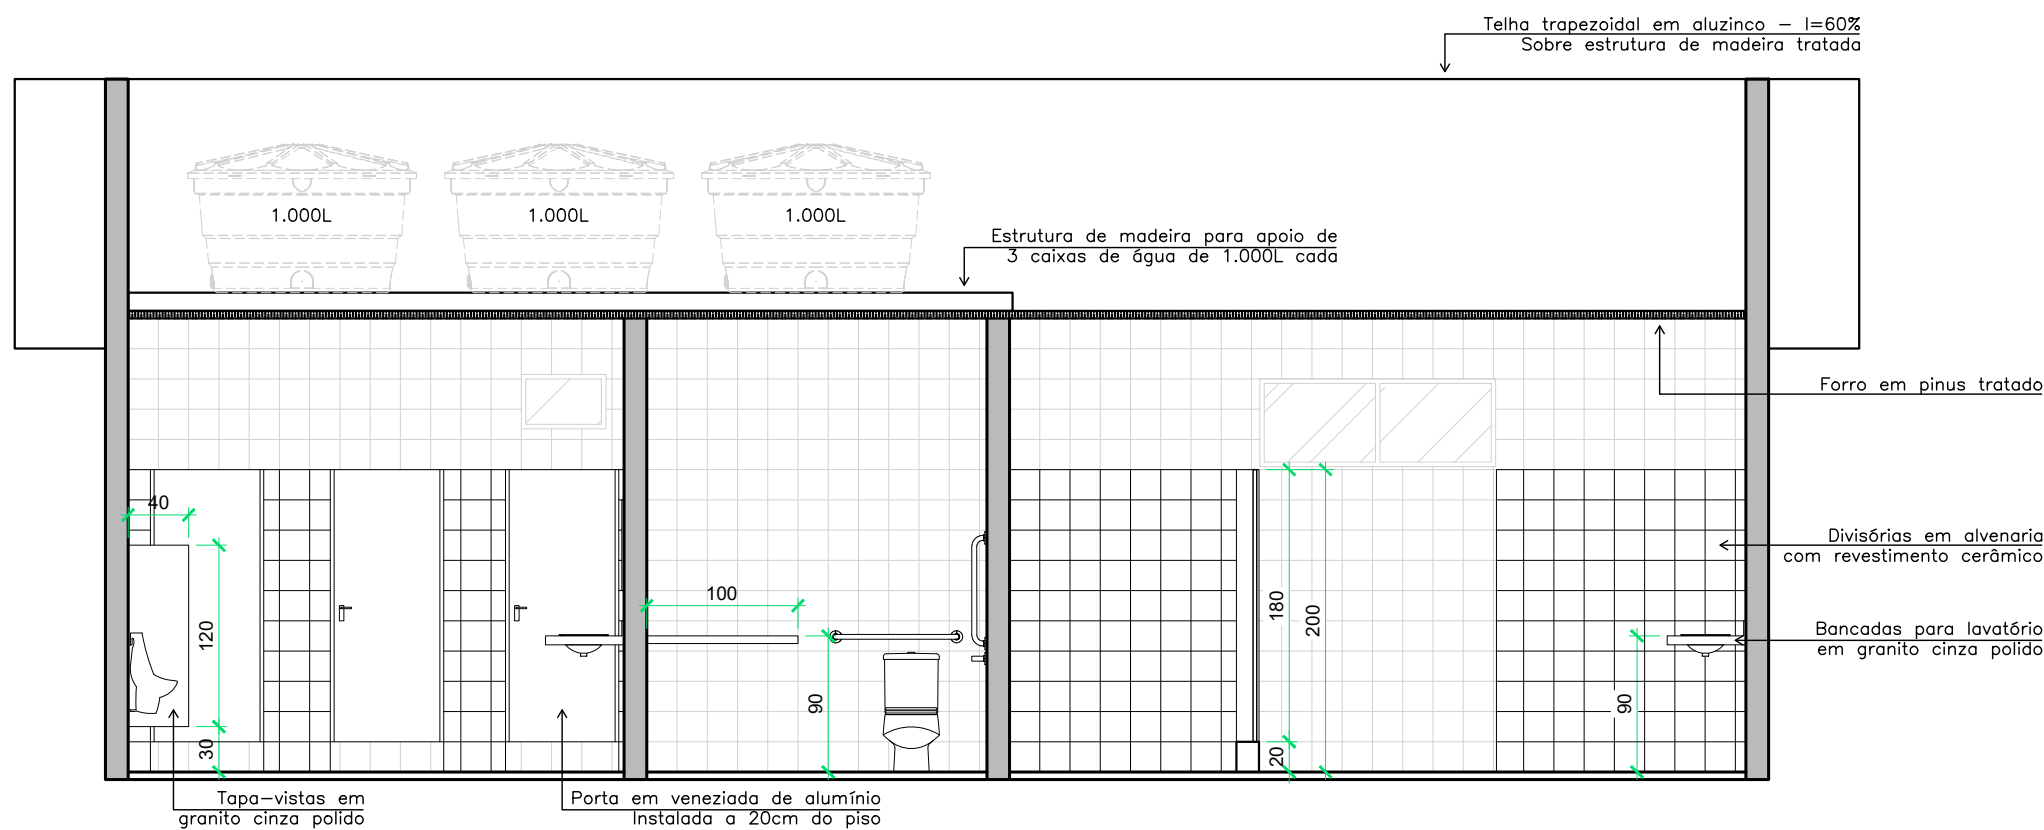 Telha trapezoidal em aluzinco – I=60%
Sobre estrutura de madeira tratada
1.000L
1.000L
1.000L
Estrutura de madeira para apoio de
3 caixas de água de 1.000L cada
Forro em pinus tratado
40
120
30
100
90
180
200
20
90
Divisórias em alvenaria
com revestimento cerâmico
Bancadas para lavatório
em granito cinza polido
Tapa-vistas em
granito cinza polido
Porta em veneziada de alumínio
Instalada a 20cm do piso